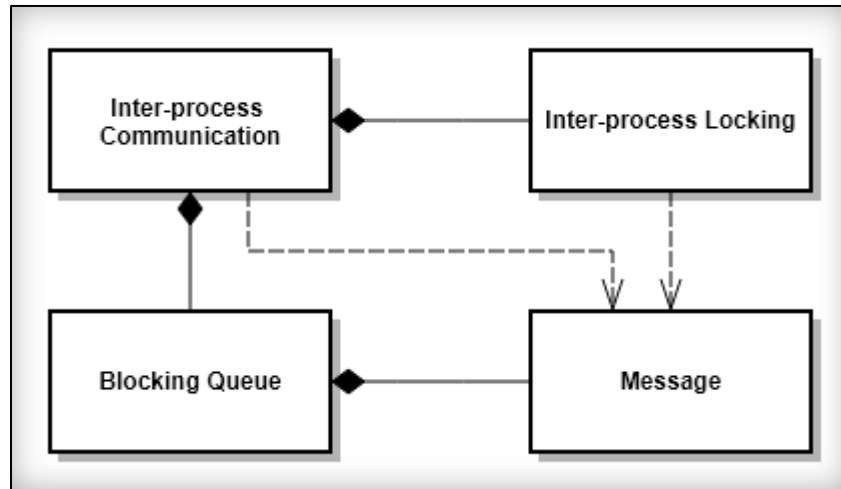 Inter-process
Communication
Inter-process Locking
Blocking Queue
Message